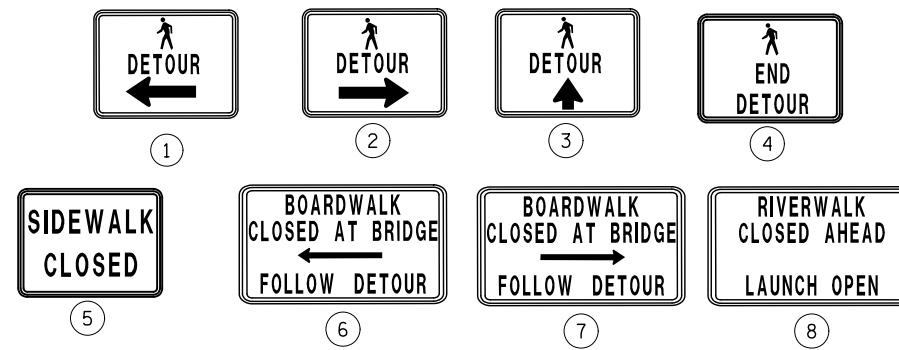 DETOUR
1
DETOUR
2
DETOUR
3
END
DETOUR
4
SIDEWALK
CLOSED
5
BOARDWALK
CLOSED AT BRIDGE
FOLLOW DETOUR
6
BOARDWALK
CLOSED AT BRIDGE
FOLLOW DETOUR
7
RIVERWALK
CLOSED AHEAD
LAUNCH OPEN
8